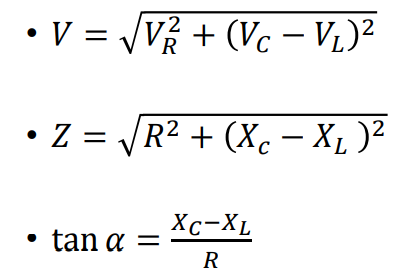 • V = √(V_R² + (V_C − V_L)²)
• Z = √(R² + (X_c − X_L )²)
• tan α = (X_C−X_L)/R